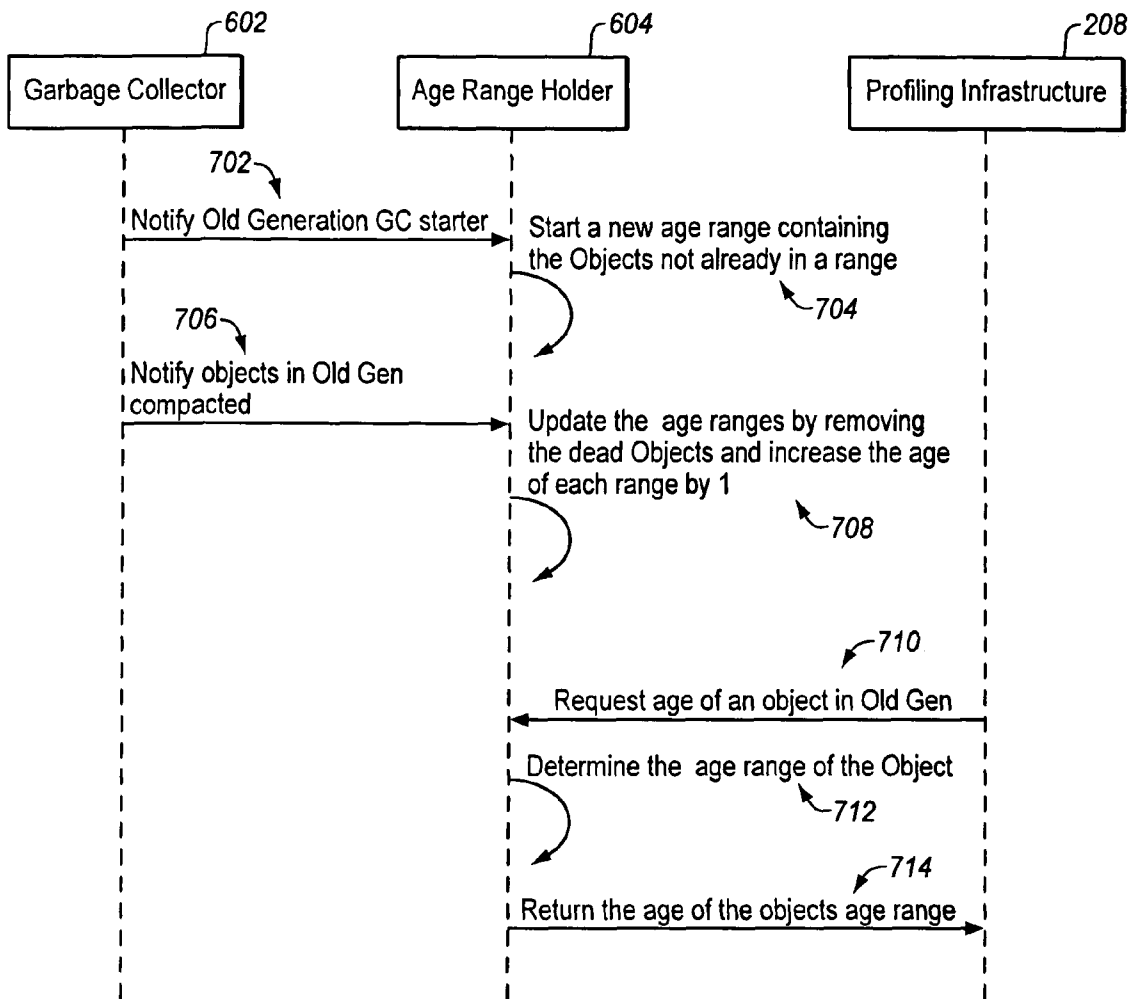 602
604
208
Garbage Collector
Age Range Holder
Profiling Infrastructure
702
Notify Old Generation GC starter
Start a new age range containing
the Objects not already in a range
704
706
Notify objects in Old Gen
compacted
Update the age ranges by removing
the dead Objects and increase the age
of each range by 1
708
710
Request age of an object in Old Gen
Determine the age range of the Object
712
714
Return the age of the objects age range